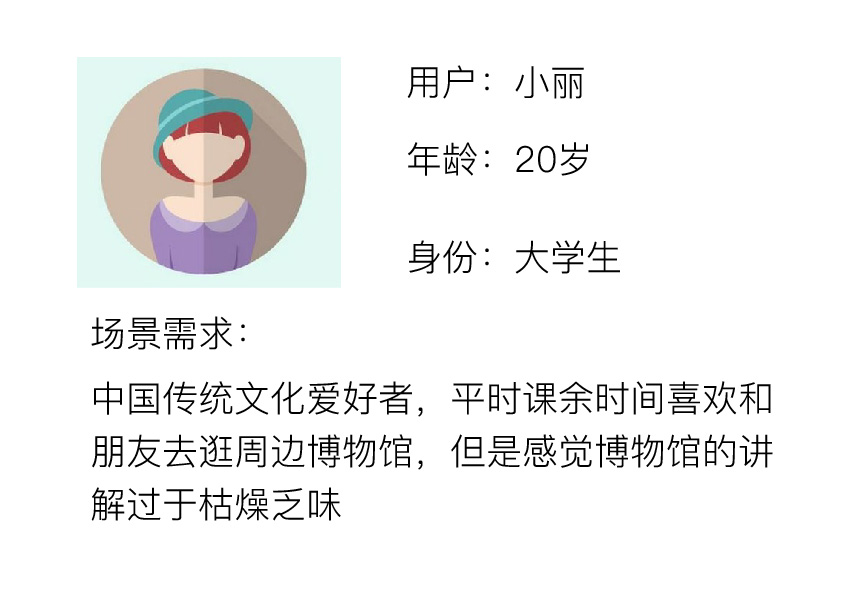 用户：小丽
年龄：20岁
身份：大学生
场景需求：
中国传统文化爱好者，平时课余时间喜欢和
朋友去逛周边博物馆，但是感觉博物馆的讲
解过于枯燥乏味